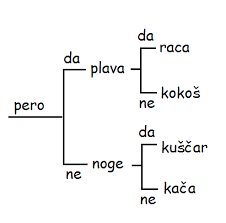 da
raca
da
plava
ne
kokoš
pero
da
kuščar
ne
noge
ne
kača